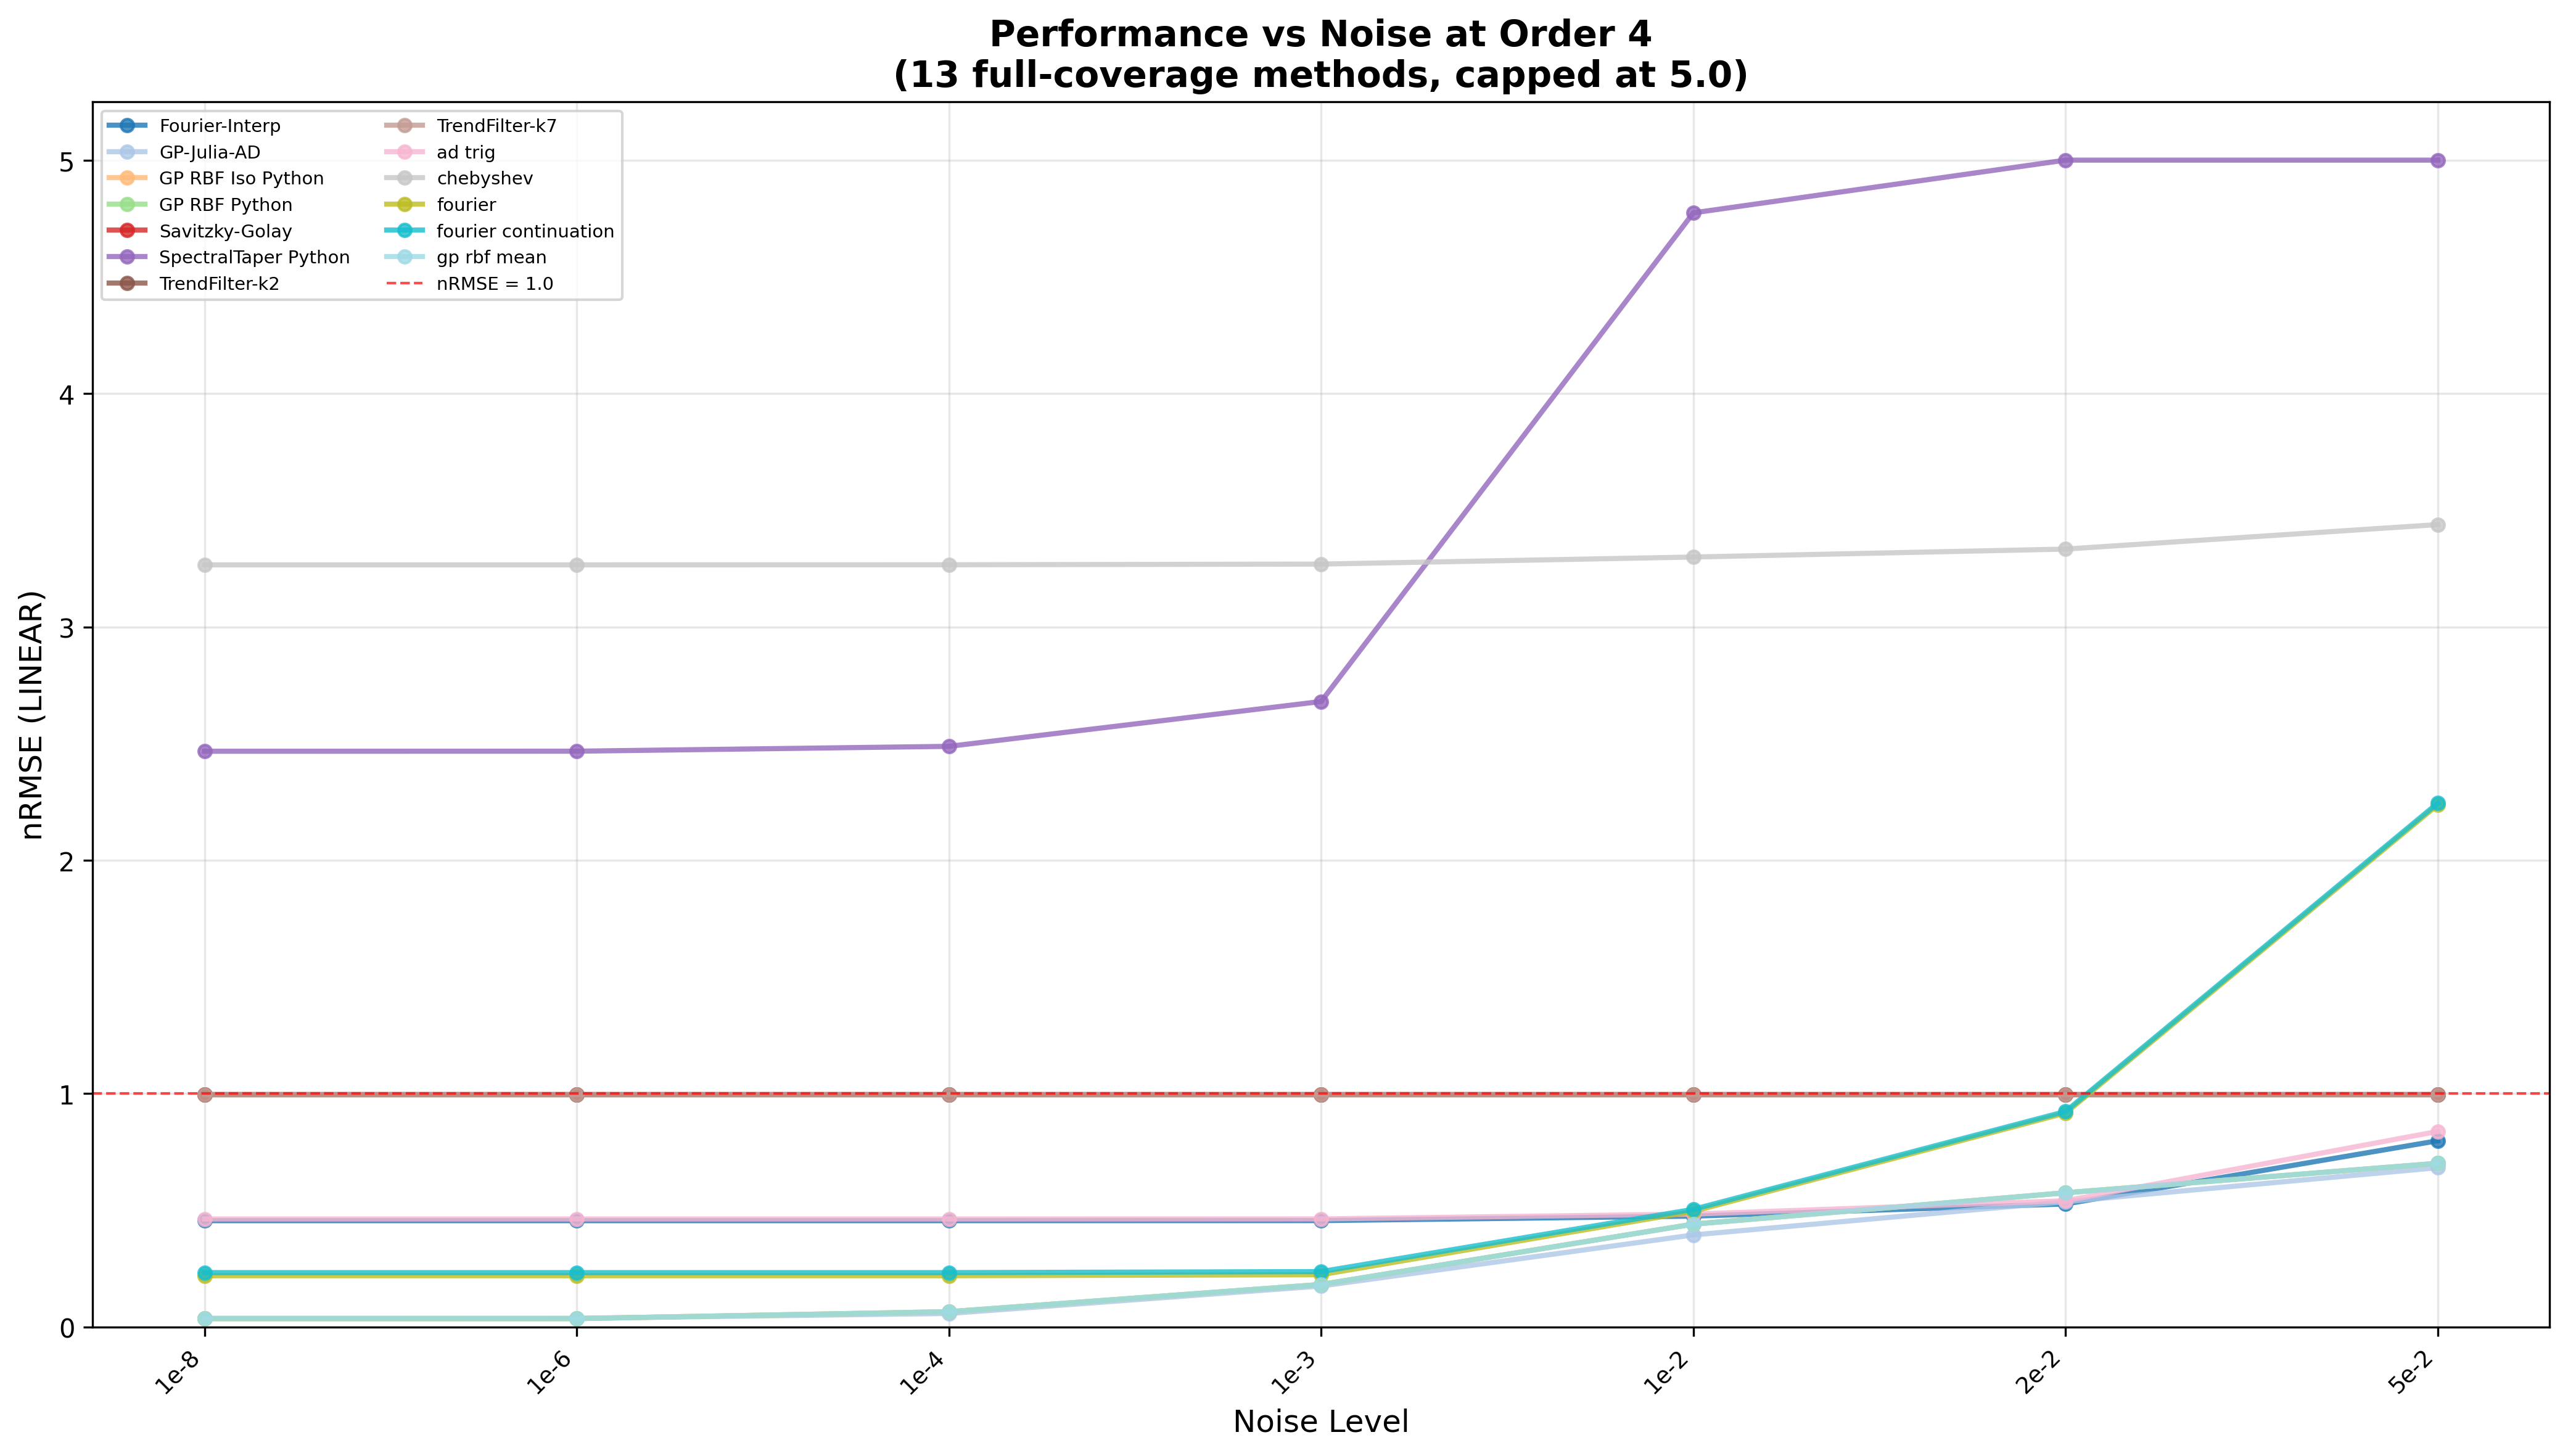 Performance vs Noise at Order 4
(13 full-coverage methods, capped at 5.0)
Fourier-Interp
GP-Julia-AD
GP RBF Iso Python
GP RBF Python
Savitzky-Golay
SpectralTaper Python
TrendFilter-k2
TrendFilter-k7
ad trig
chebyshev
fourier
fourier continuation
gp rbf mean
nRMSE = 1.0
nRMSE (LINEAR)
5
4
3
2
1
0
1e-8
1e-6
1e-4
1e-3
1e-2
2e-2
5e-2
Noise Level